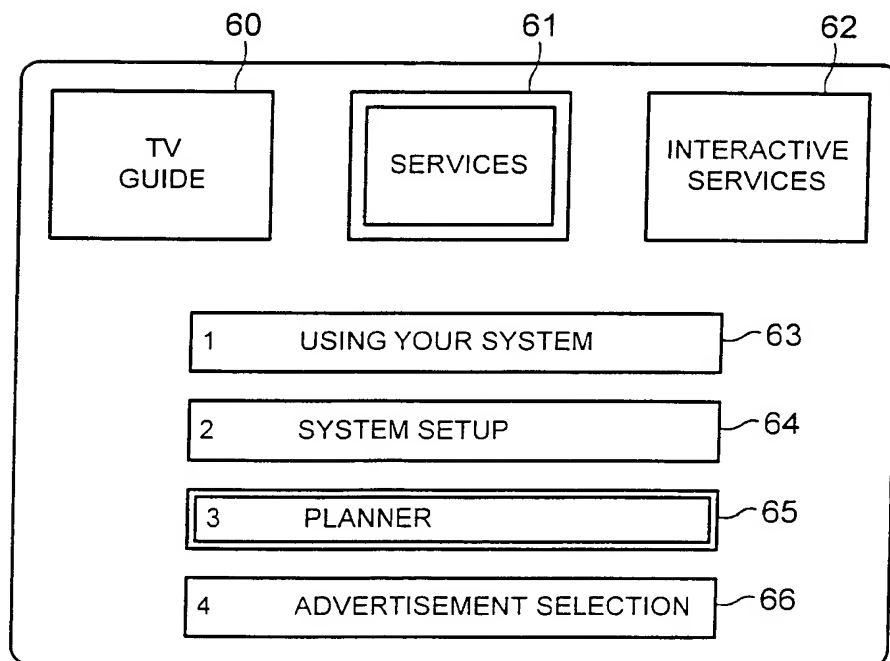 60 61 62
TV
GUIDE
SERVICES
INTERACTIVE
SERVICES
1 USING YOUR SYSTEM 63
2 SYSTEM SETUP 64
3 PLANNER 65
4 ADVERTISEMENT SELECTION 66